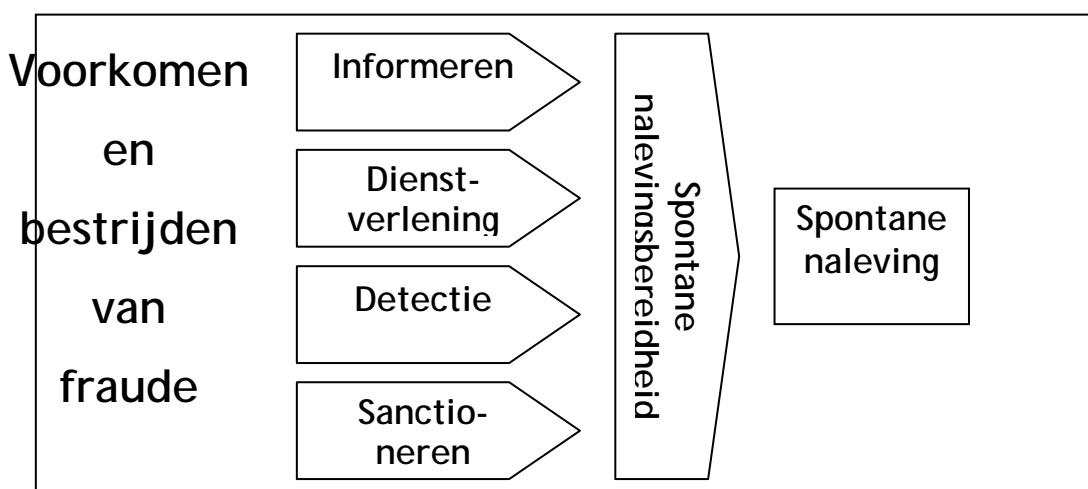 Voorkomen
en
bestrijden
van
fraude
Informeren
Dienst-
verlening
Detectie
Sanctio-
neren
Spontane
nalevingsbereidheid
Spontane
naleving